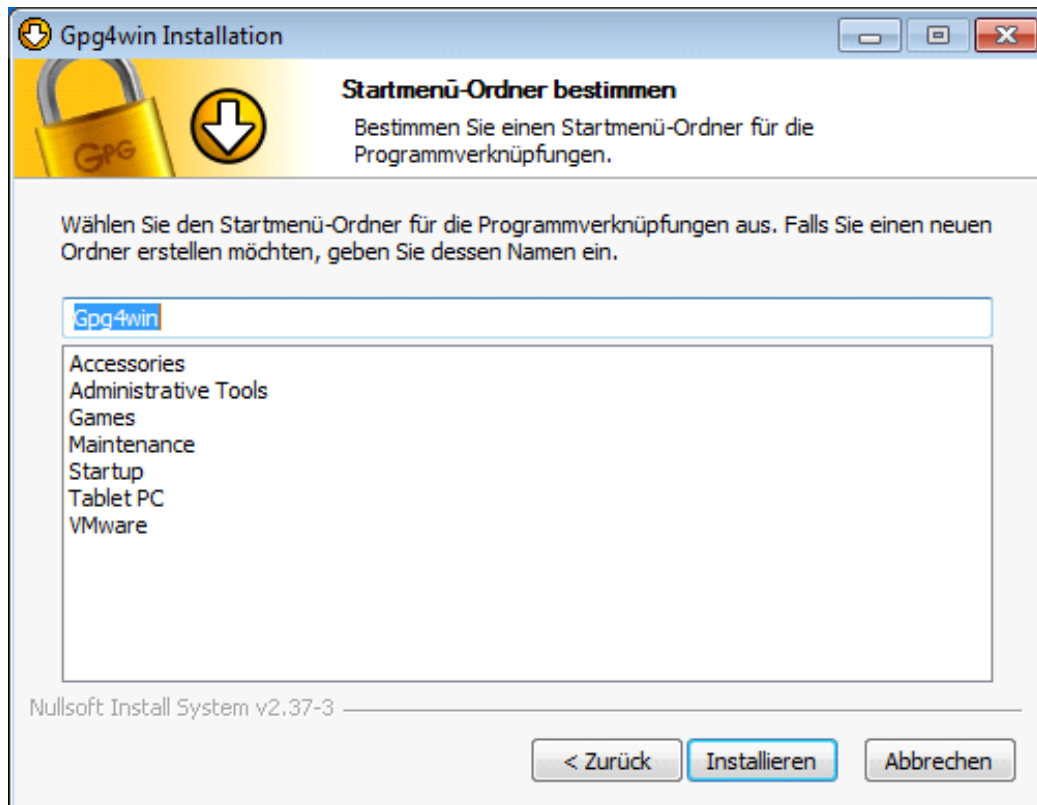 Gpg4win Installation
GPG
Startmenü-Ordner bestimmen
Bestimmen Sie einen Startmenü-Ordner für die
Programmverknüpfungen.
Wählen Sie den Startmenü-Ordner für die Programmverknüpfungen aus. Falls Sie einen neuen
Ordner erstellen möchten, geben Sie dessen Namen ein.
Gpg4win
Accessories
Administrative Tools
Games
Maintenance
Startup
Tablet PC
VMware
Nullsoft Install System v2.37-3
< Zurück
Installieren
Abbrechen